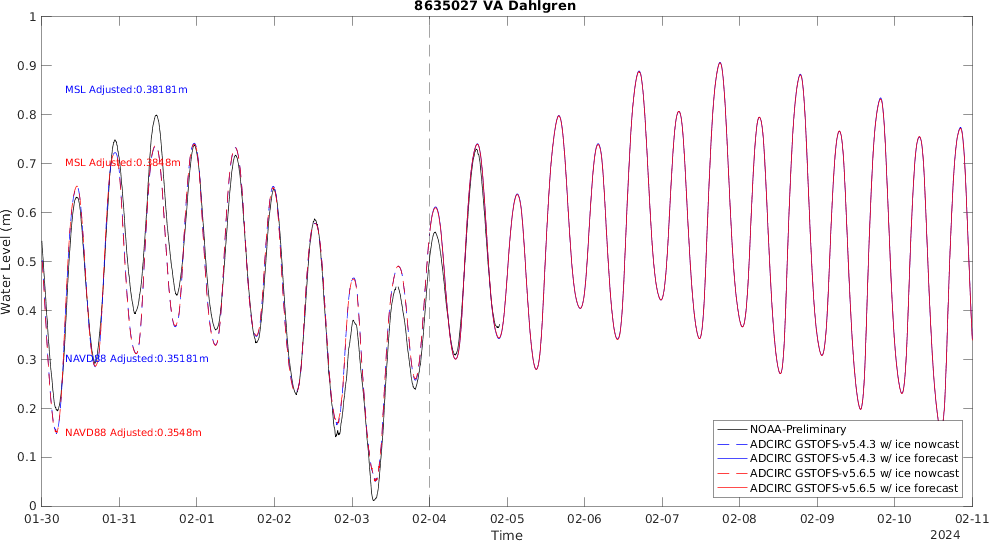 8635027 VA Dahlgren
Water Level (m)
1
0.9
0.8
0.7
0.6
0.5
0.4
0.3
0.2
0.1
0
MSL Adjusted:0.38181m
MSL Adjusted:0.3848m
NAVD88 Adjusted:0.35181m
NAVD88 Adjusted:0.3548m
NOAA-Preliminary
ADCIRC GSTOFS-v5.4.3 w/ ice nowcast
ADCIRC GSTOFS-v5.4.3 w/ ice forecast
ADCIRC GSTOFS-v5.6.5 w/ ice nowcast
ADCIRC GSTOFS-v5.6.5 w/ ice forecast
01-30 01-31 02-01 02-02 02-03 02-04 02-05 02-06 02-07 02-08 02-09 02-10 02-11
Time
2024